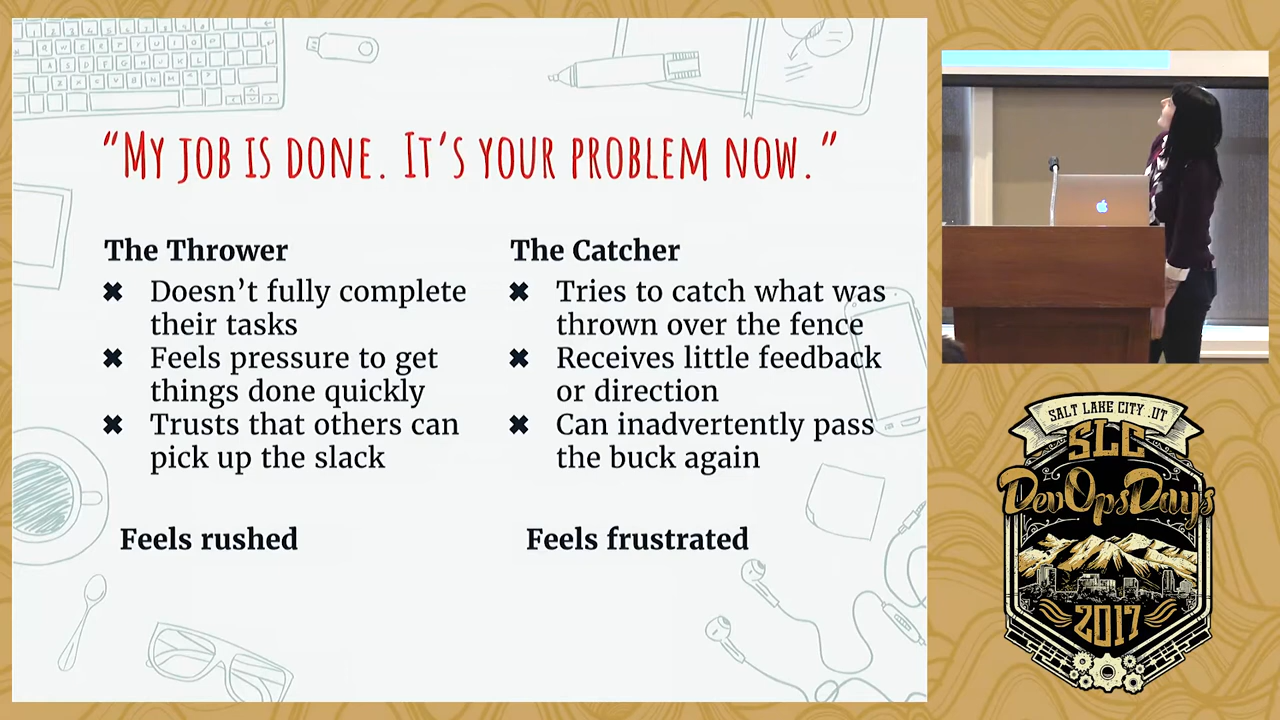 “My job is done. It’s your problem now.”
The Thrower
✖ Doesn’t fully complete
their tasks
✖ Feels pressure to get
things done quickly
✖ Trusts that others can
pick up the slack
Feels rushed
The Catcher
✖ Tries to catch what was
thrown over the fence
✖ Receives little feedback
or direction
✖ Can inadvertently pass
the buck again
Feels frustrated
SALT LAKE CITY .UT
SLC
DevOpsDays
2017